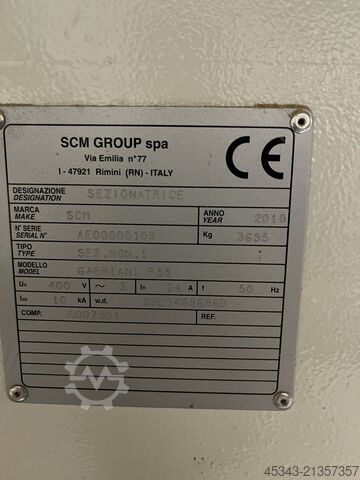 SCM GROUP spa
Via Emilia n°77
I - 47921 Rimini (RN) - ITALY
CE
DESIGNAZIONE
DESIGNATION SEZIONATRICE
MARCA
MAKE SCM ANNO
YEAR
N° SERIE
SERIAL N° Kg 3655
TIPO
TYPE SEZ.MON.1
MODELLO
MODEL GABBIANI P55
Un 400 V ~ 3 In 24 A f 50 Hz
Icc 10 kA w.d.
COMP. REF.
45343-21357357